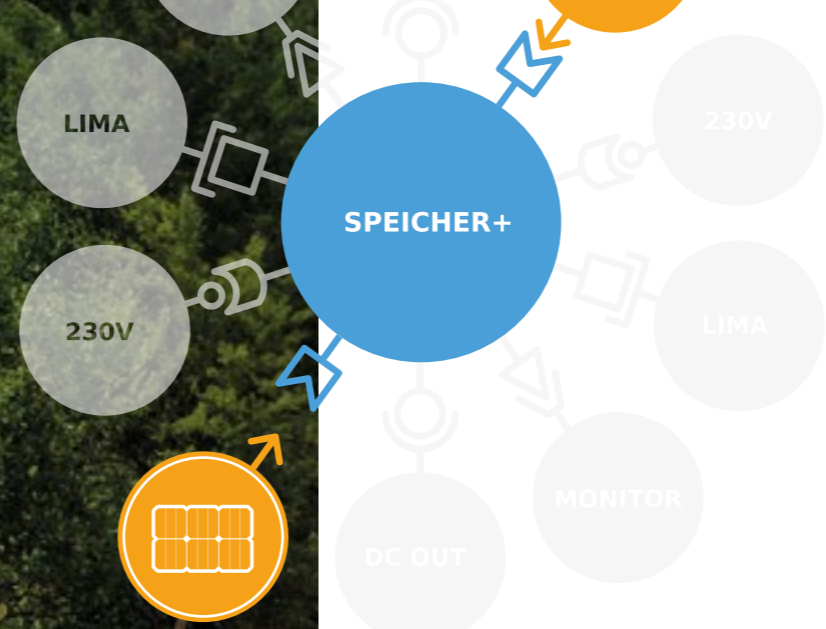 LIMA
230V
SPEICHER+
230V
LIMA
MONITOR
DC OUT